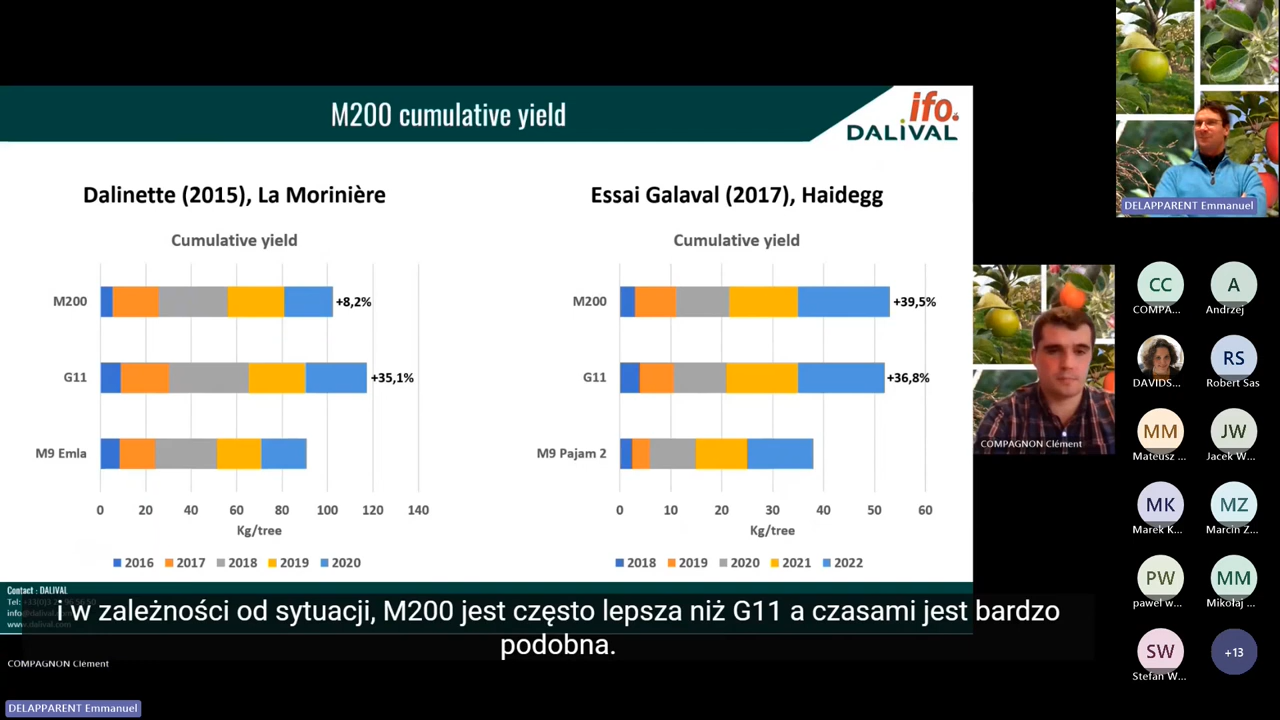 M200 cumulative yield
ifo.
DALiVAL
Dalinette (2015), La Morinière
Cumulative yield
M200
+8,2%
G11
+35,1%
M9 Emla
0 20 40 60 80 100 120 140
Kg/tree
2016 2017 2018 2019 2020
Essai Galaval (2017), Haidegg
Cumulative yield
M200
+39,5%
G11
+36,8%
M9 Pajam 2
0 10 20 30 40 50 60
Kg/tree
2018 2019 2020 2021 2022
Contact : DALIVAL
i w zależności od sytuacji, M200 jest często lepsza niż G11 a czasami jest bardzo
podobna.
COMPAGNON Clément
DELAPPARENT Emmanuel
DELAPPARENT Emmanuel
COMPAGNON Clément
CC
COMPA...
A
Andrzej
DAVIDS...
RS
Robert Sas
MM
Mateusz ...
JW
Jacek W...
MK
Marek K...
MZ
Marcin Z...
PW
pawel w...
MM
Mikołaj ...
SW
Stefan W...
+13